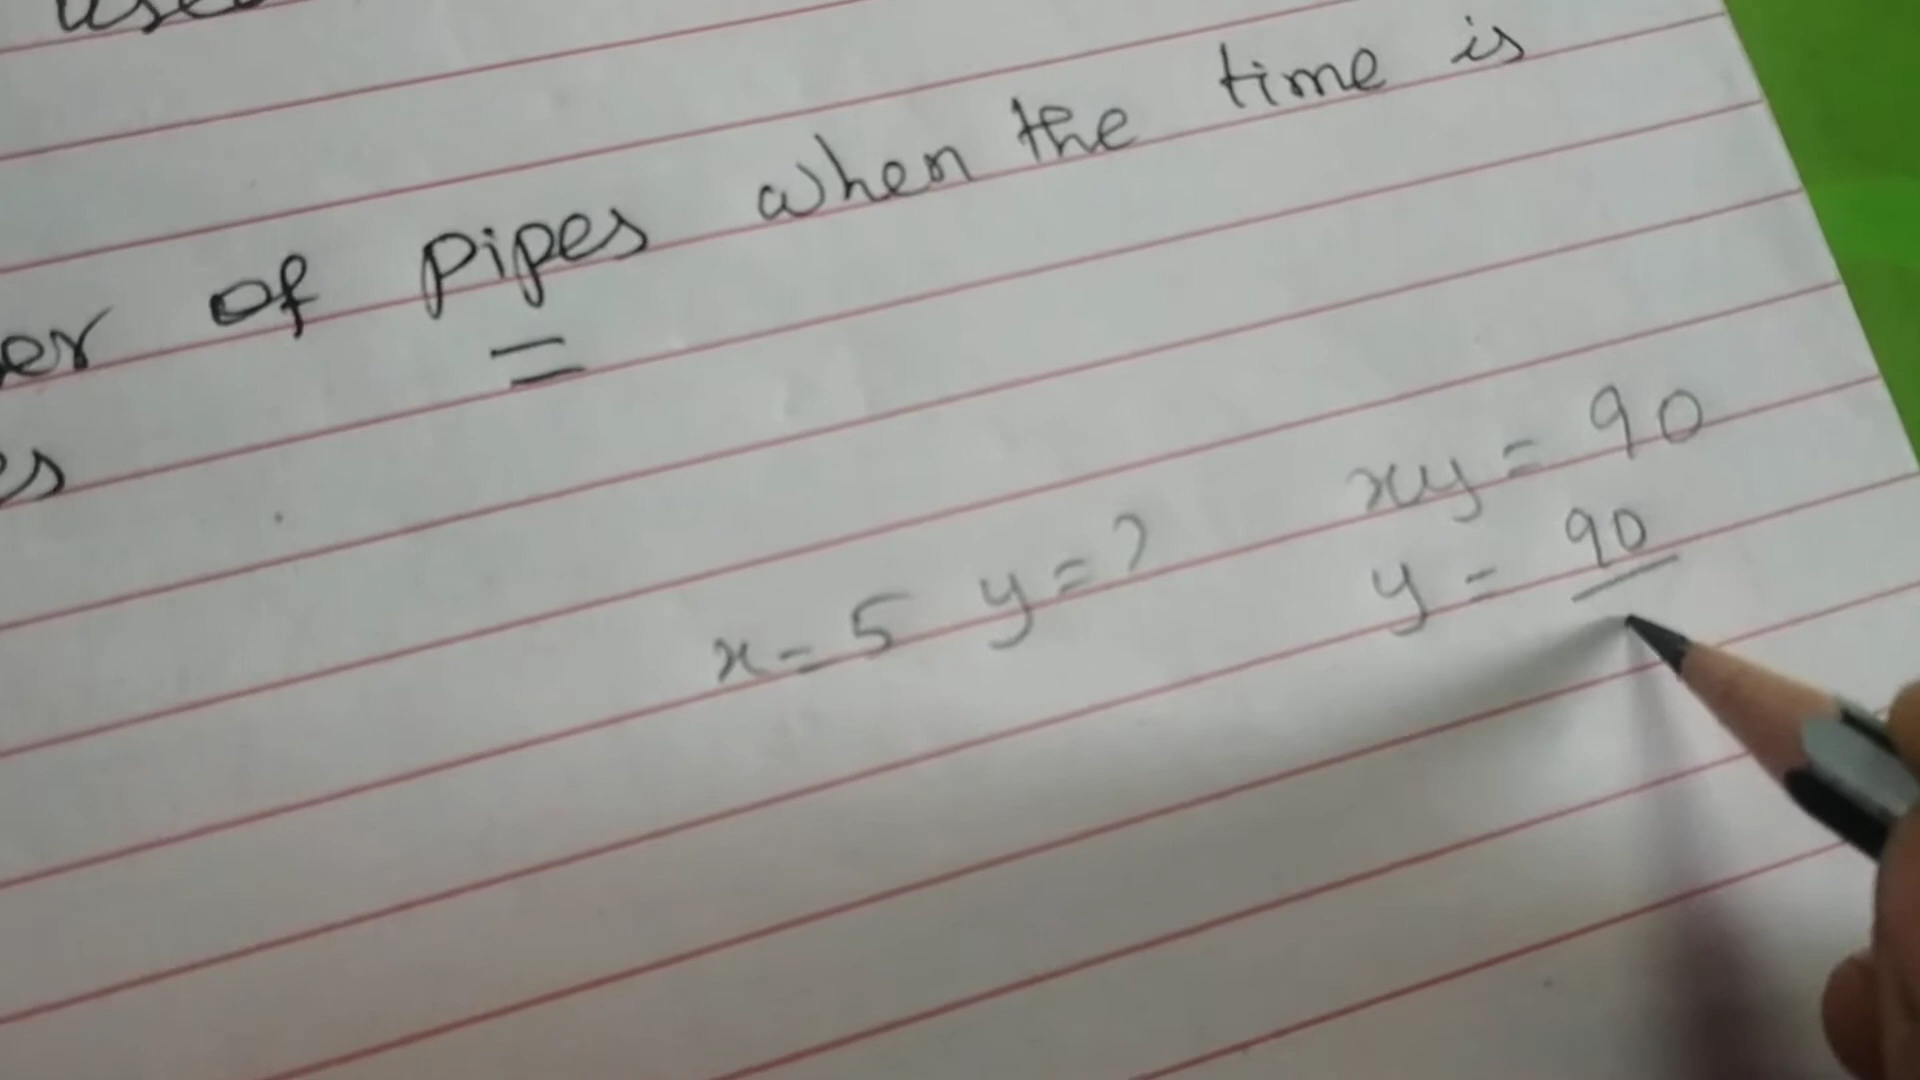 of pipes when the time is
xy = 90
x = 5 y = ?
y = 90